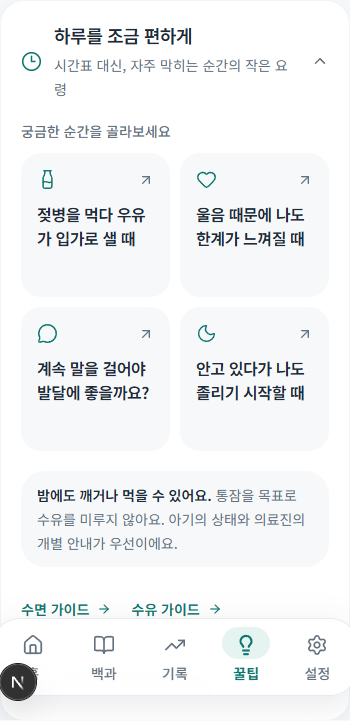 하루를 조금 편하게
시간표 대신, 자주 막히는 순간의 작은 요
령
궁금한 순간을 골라보세요
젖병을 먹다 우유
가 입가로 샐 때
울음 때문에 나도
한계가 느껴질 때
계속 말을 걸어야
발달에 좋을까요?
안고 있다가 나도
졸리기 시작할 때
밤에도 깨거나 먹을 수 있어요. 통잠을 목표로
수유를 미루지 않아요. 아기의 상태와 의료진의
개별 안내가 우선이에요.
수면 가이드 → 수유 가이드 →
백과 기록 꿀팁 설정
N